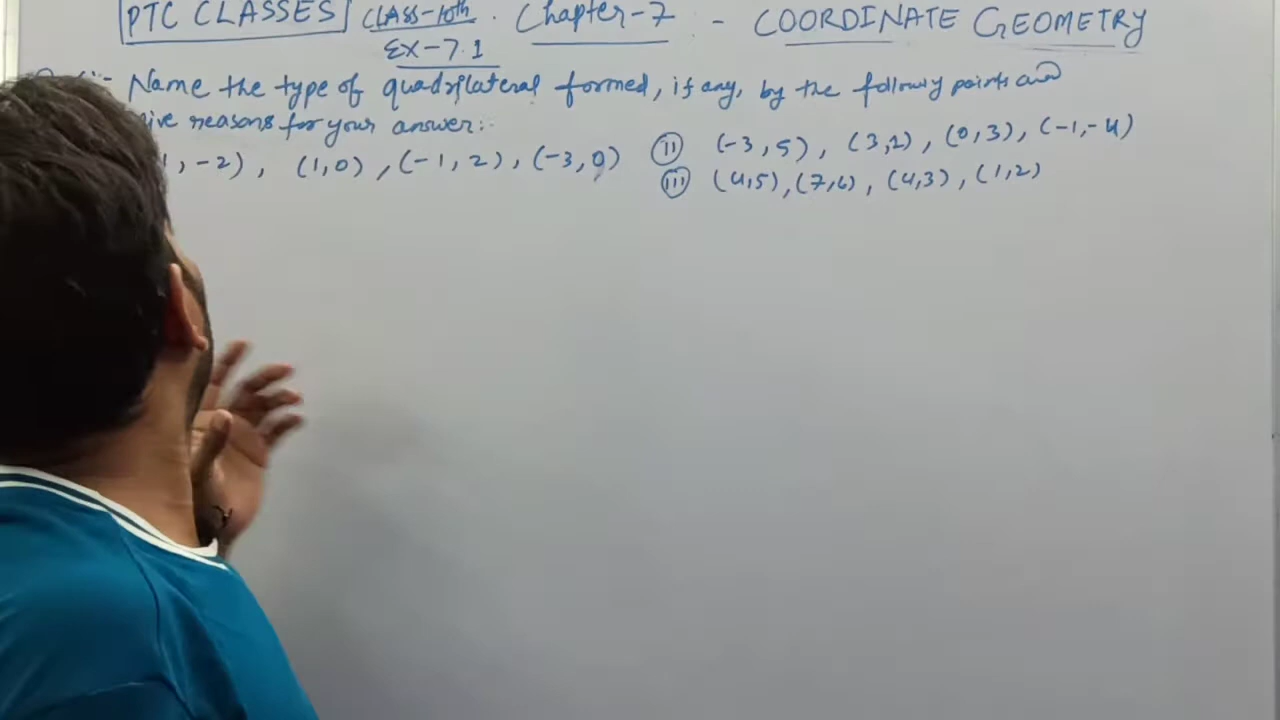 PTC CLASSES CLASS-10th. Chapter-7 - COORDINATE GEOMETRY
EX-7.1
Name the type of quadrilateral formed, if any, by the following points and
ive reasons for your answer:-
, -2), (1,0), (-1,2), (-3,0) (ii) (-3,5), (3,1), (0,3), (-1,-4)
(iii) (4,5), (7,6), (4,3), (1,2)